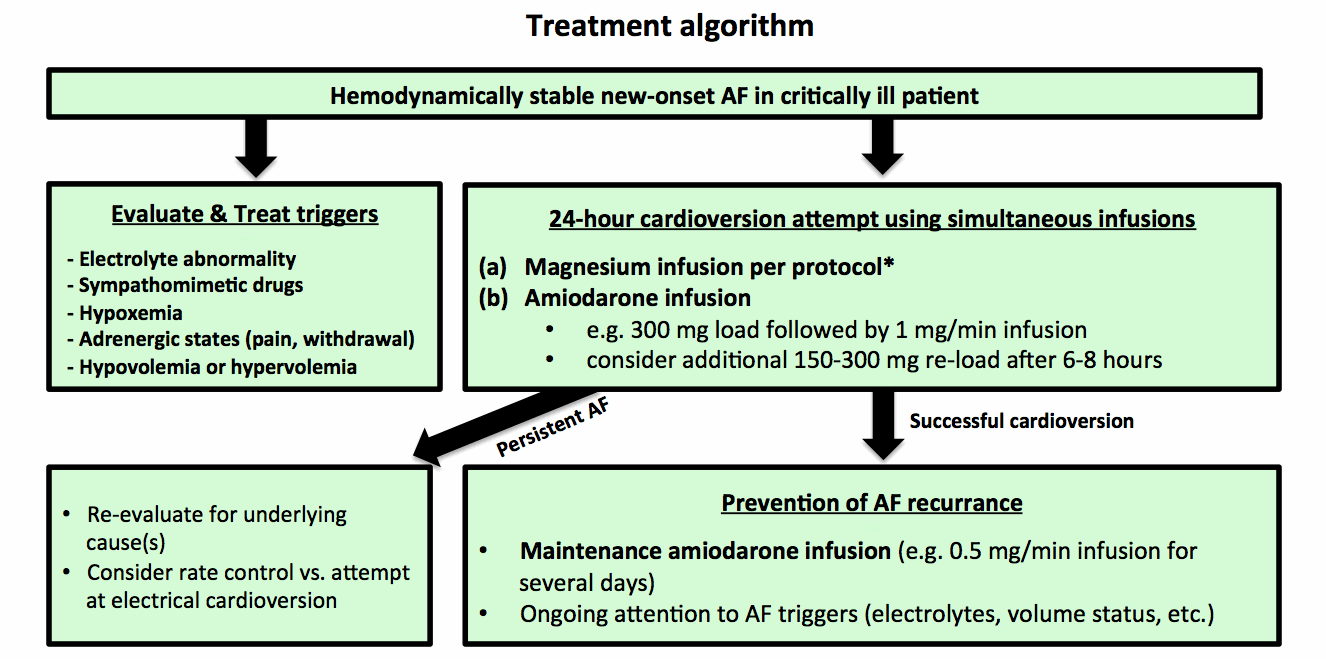 Treatment algorithm
Hemodynamically stable new-onset AF in critically ill patient
Evaluate & Treat triggers
- Electrolyte abnormality
- Sympathomimetic drugs
- Hypoxemia
- Adrenergic states (pain, withdrawal)
- Hypovolemia or hypervolemia
24-hour cardioversion attempt using simultaneous infusions
(a) Magnesium infusion per protocol*
(b) Amiodarone infusion
• e.g. 300 mg load followed by 1 mg/min infusion
• consider additional 150-300 mg re-load after 6-8 hours
Persistent AF
Successful cardioversion
• Re-evaluate for underlying
cause(s)
• Consider rate control vs. attempt
at electrical cardioversion
Prevention of AF recurrance
• Maintenance amiodarone infusion (e.g. 0.5 mg/min infusion for
several days)
• Ongoing attention to AF triggers (electrolytes, volume status, etc.)